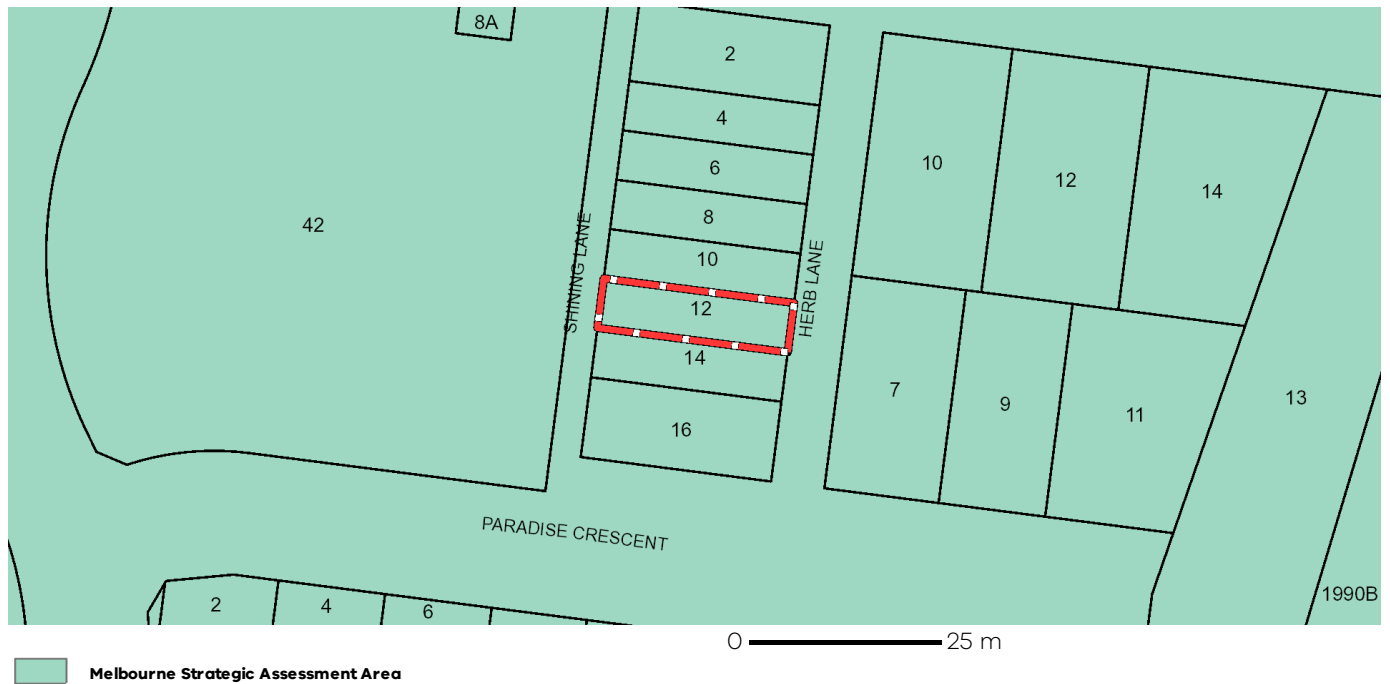 8A
2
4
6
8
10
12
14
16
42
SHINING LANE
HERB LANE
10
12
14
7
9
11
13
1990B
PARADISE CRESCENT
2
4
6
0 25 m
Melbourne Strategic Assessment Area